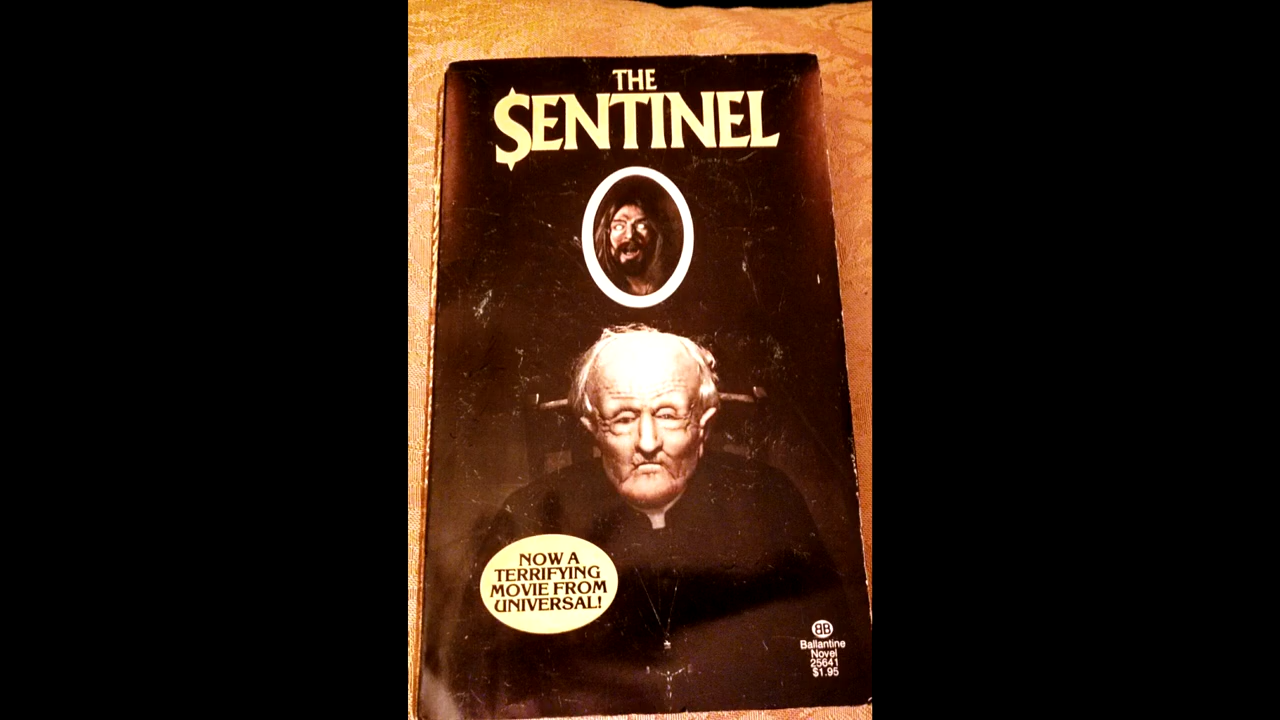 THE
SENTINEL
NOW A
TERRIFYING
MOVIE FROM
UNIVERSAL!
BB
Ballantine
Novel
25641
$1.95